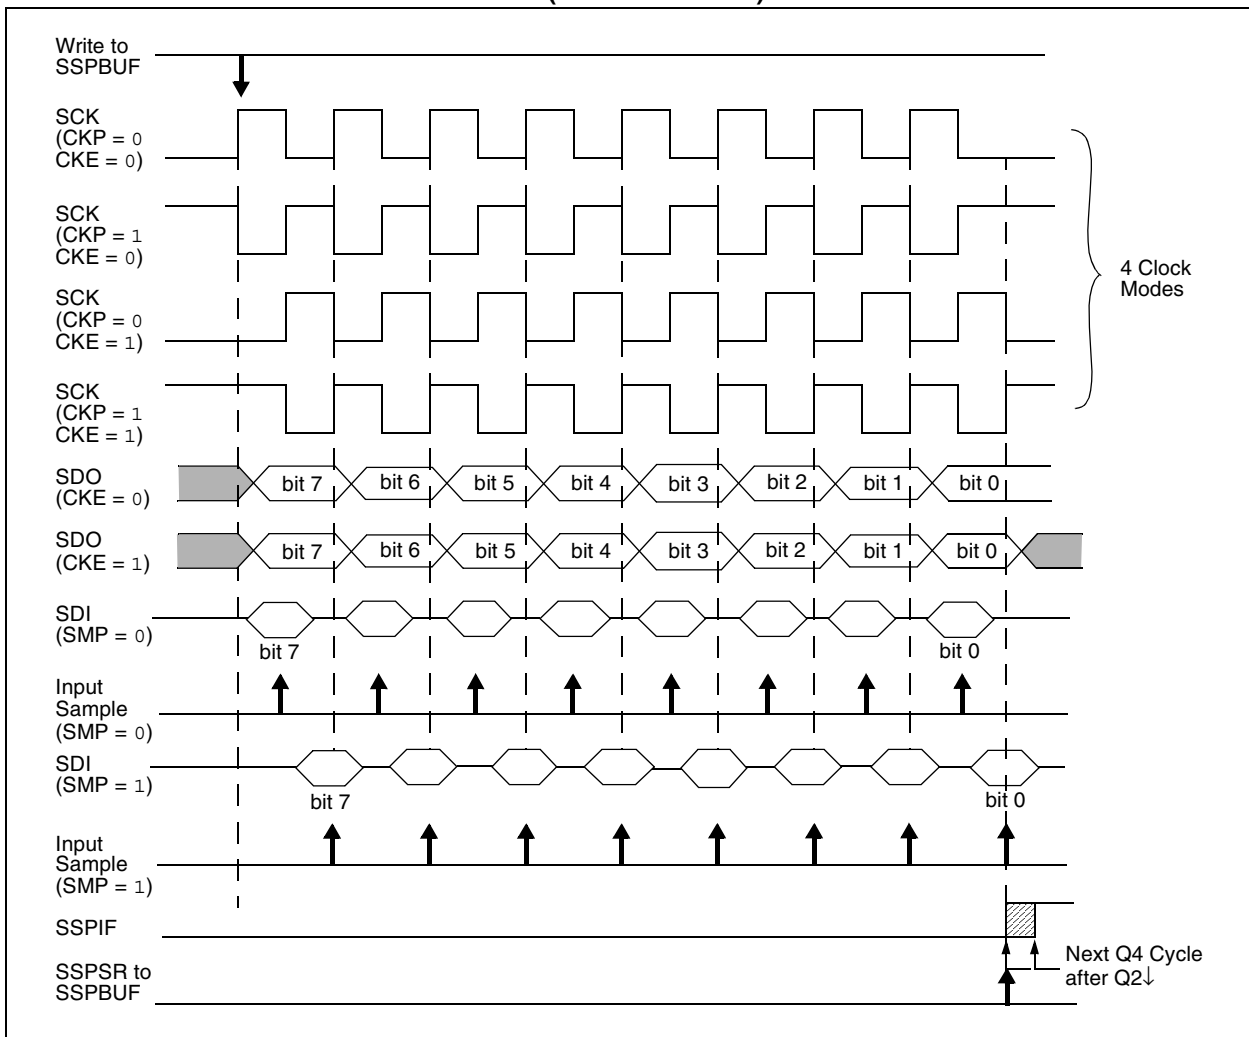 Write to
SSPBUF
SCK
(CKP = 0
CKE = 0)
SCK
(CKP = 1
CKE = 0)
SCK
(CKP = 0
CKE = 1)
SCK
(CKP = 1
CKE = 1)
4 Clock
Modes
SDO
(CKE = 0)
bit 7 bit 6 bit 5 bit 4 bit 3 bit 2 bit 1 bit 0
SDO
(CKE = 1)
bit 7 bit 6 bit 5 bit 4 bit 3 bit 2 bit 1 bit 0
SDI
(SMP = 0)
bit 7 bit 0
Input
Sample
(SMP = 0)
SDI
(SMP = 1)
bit 7 bit 0
Input
Sample
(SMP = 1)
SSPIF
Next Q4 Cycle
after Q2↓
SSPSR to
SSPBUF